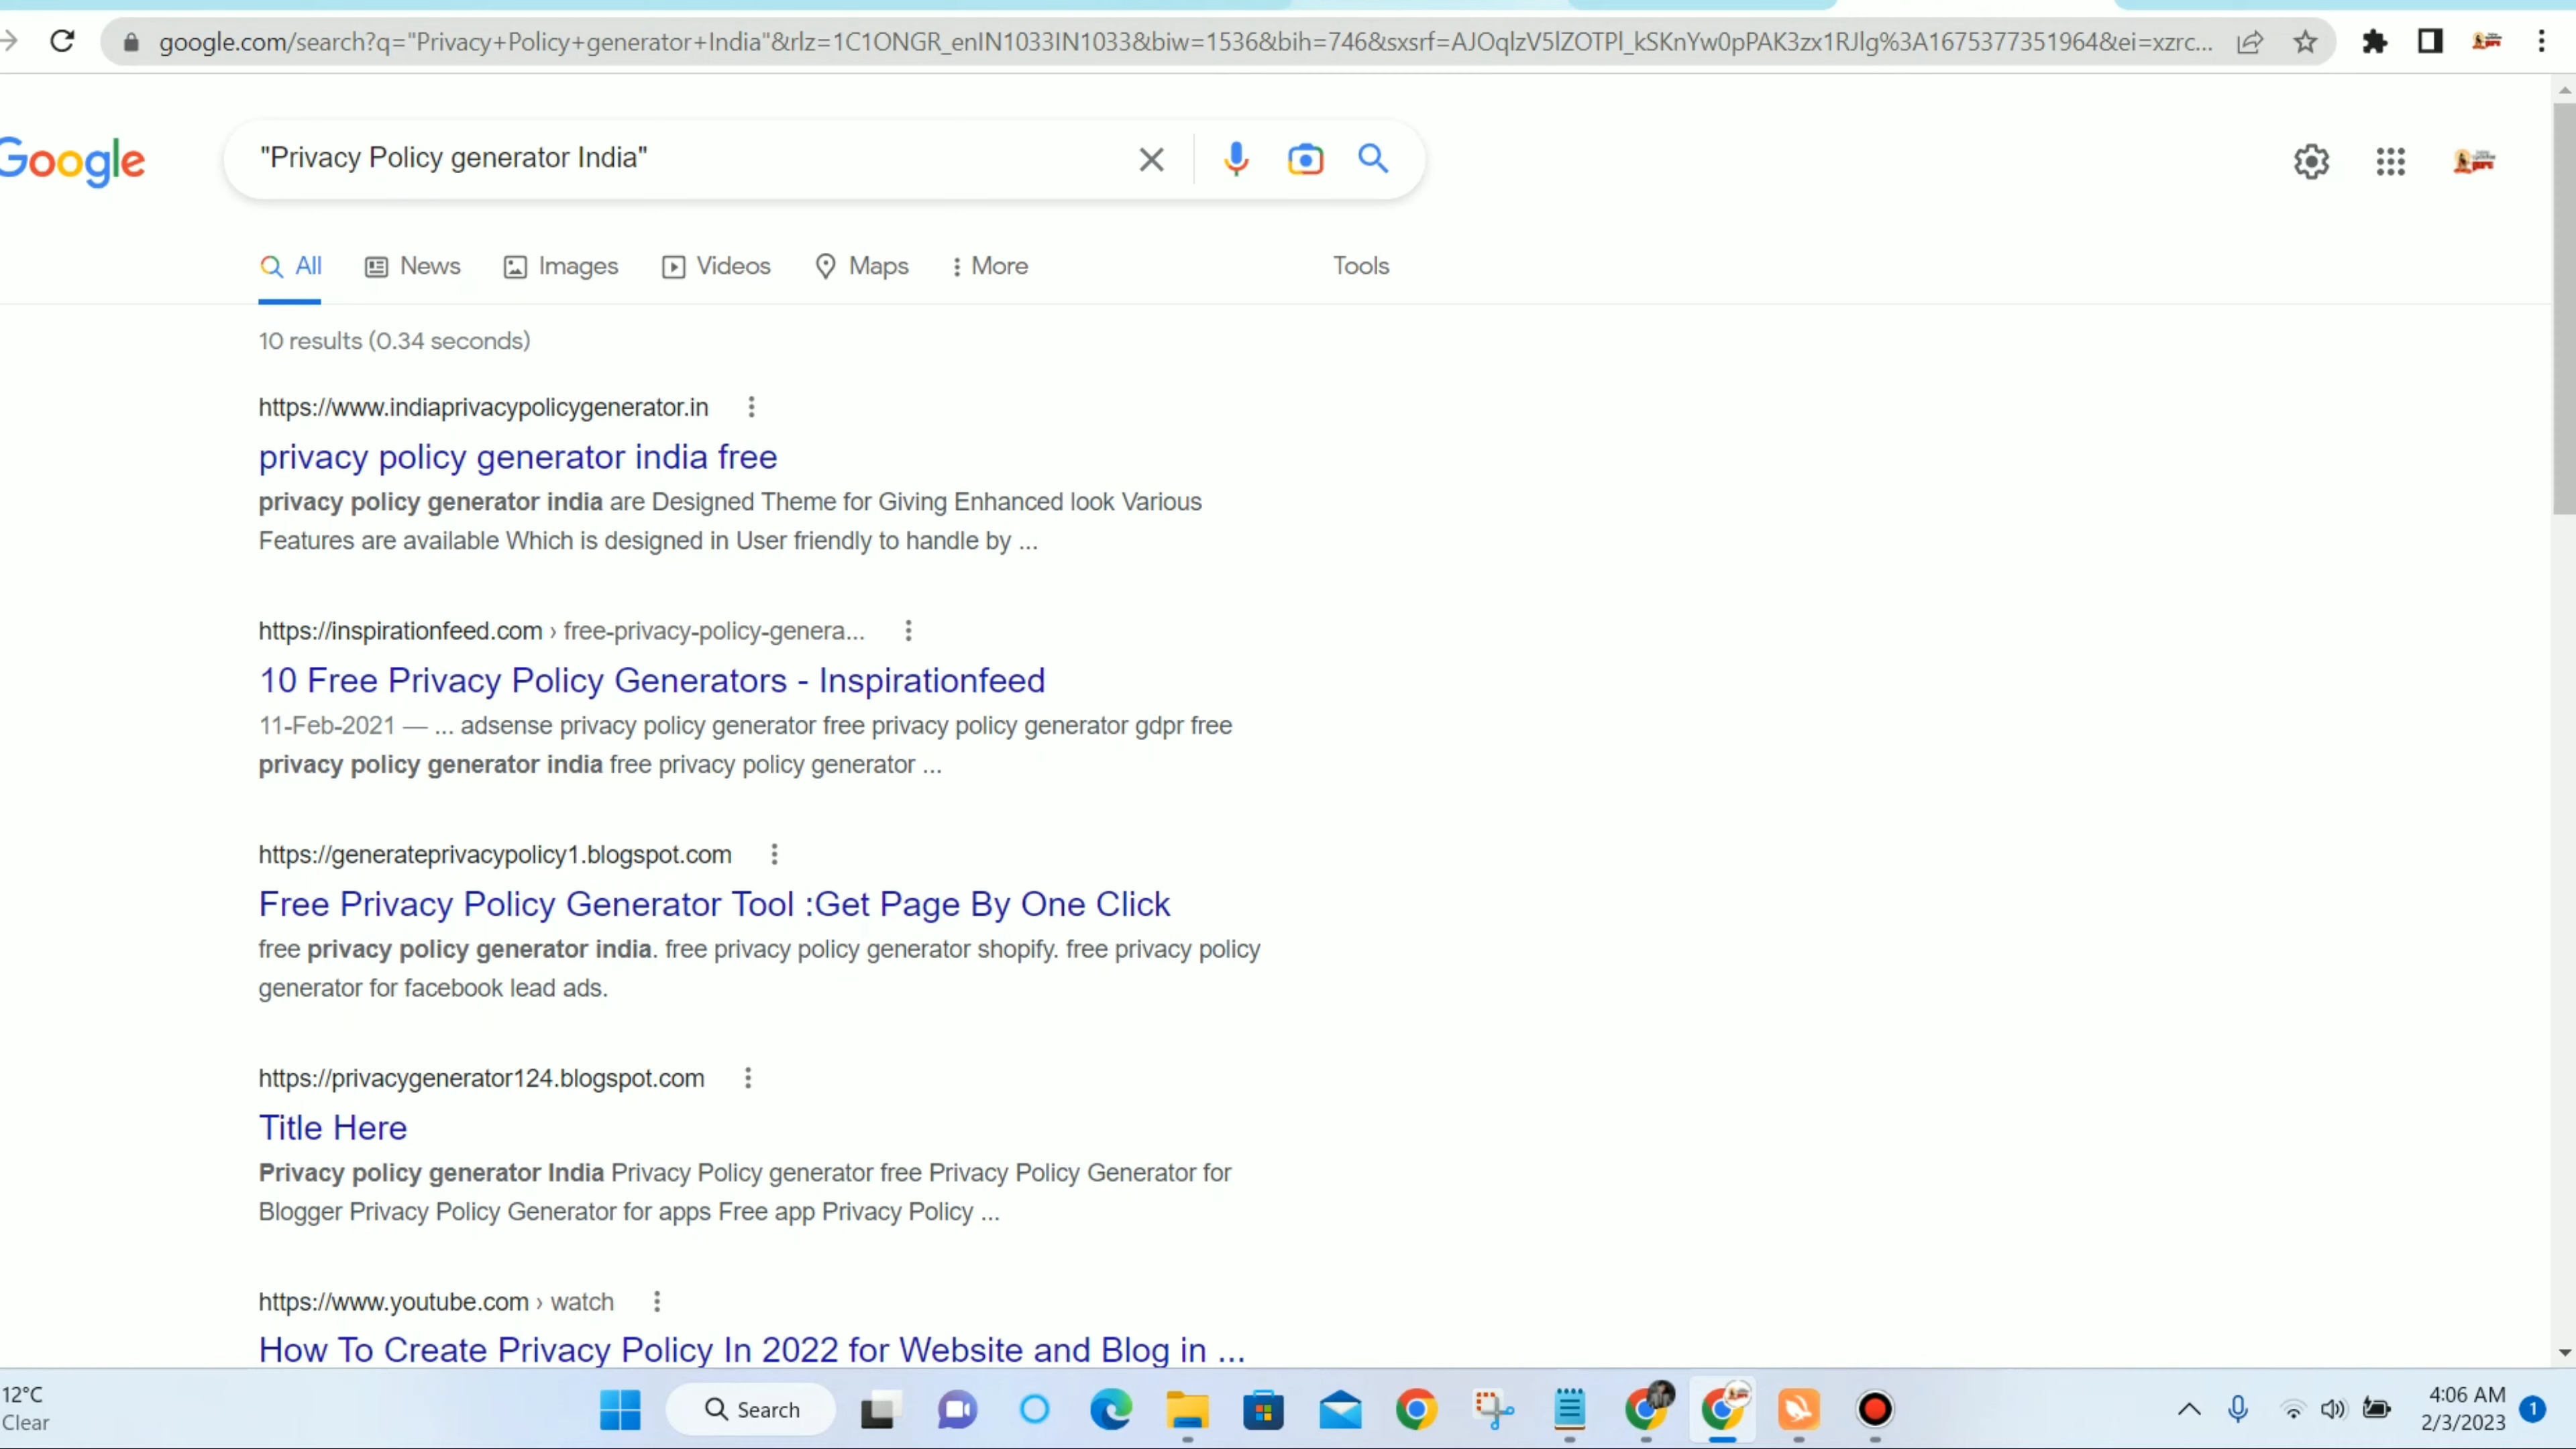 google.com/search?q="Privacy+Policy+generator+India"&rlz=1C1ONGR_enIN1033IN1033&biw=1536&bih=746&sxsrf=AJOqlzV5lZOTPl_kSKnYw0pPAK3zx1RJlg%3A1675377351964&ei=xzrc...
Google
"Privacy Policy generator India"
All News Images Videos Maps More Tools
10 results (0.34 seconds)
https://www.indiaprivacypolicygenerator.in
privacy policy generator india free
privacy policy generator india are Designed Theme for Giving Enhanced look Various
Features are available Which is designed in User friendly to handle by ...
https://inspirationfeed.com › free-privacy-policy-genera...
10 Free Privacy Policy Generators - Inspirationfeed
11-Feb-2021 — ... adsense privacy policy generator free privacy policy generator gdpr free
privacy policy generator india free privacy policy generator ...
https://generateprivacypolicy1.blogspot.com
Free Privacy Policy Generator Tool :Get Page By One Click
free privacy policy generator india. free privacy policy generator shopify. free privacy policy
generator for facebook lead ads.
https://privacygenerator124.blogspot.com
Title Here
Privacy policy generator India Privacy Policy generator free Privacy Policy Generator for
Blogger Privacy Policy Generator for apps Free app Privacy Policy ...
https://www.youtube.com › watch
How To Create Privacy Policy In 2022 for Website and Blog in ...
12°C
Clear
Search
4:06 AM
2/3/2023
1